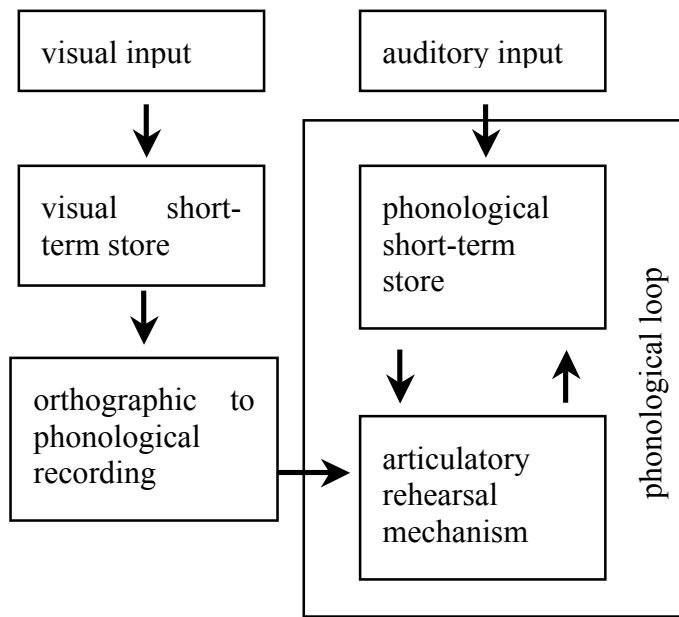 visual input
auditory input
visual short-
term store
phonological
short-term
store
orthographic to
phonological
recording
articulatory
rehearsal
mechanism
phonological loop